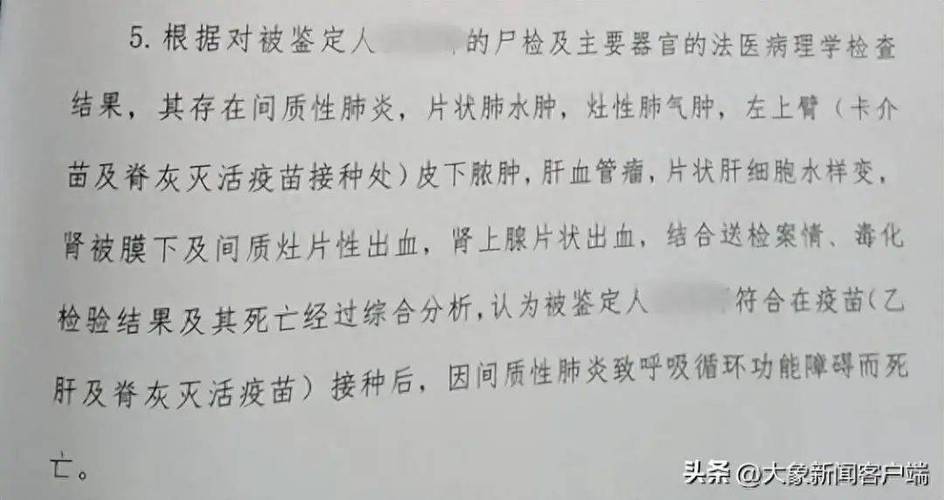 5. 根据对被鉴定人 的尸检及主要器官的法医病理学检查
结果，其存在间质性肺炎，片状肺水肿，灶性肺气肿，左上臂（卡介
苗及脊灰灭活疫苗接种处）皮下脓肿，肝血管瘤，片状肝细胞水样变，
肾被膜下及间质灶片性出血，肾上腺片状出血，结合送检案情、毒化
检验结果及其死亡经过综合分析，认为被鉴定人 符合在疫苗（乙
肝及脊灰灭活疫苗）接种后，因间质性肺炎致呼吸循环功能障碍而死
亡。
头条 @大象新闻客户端